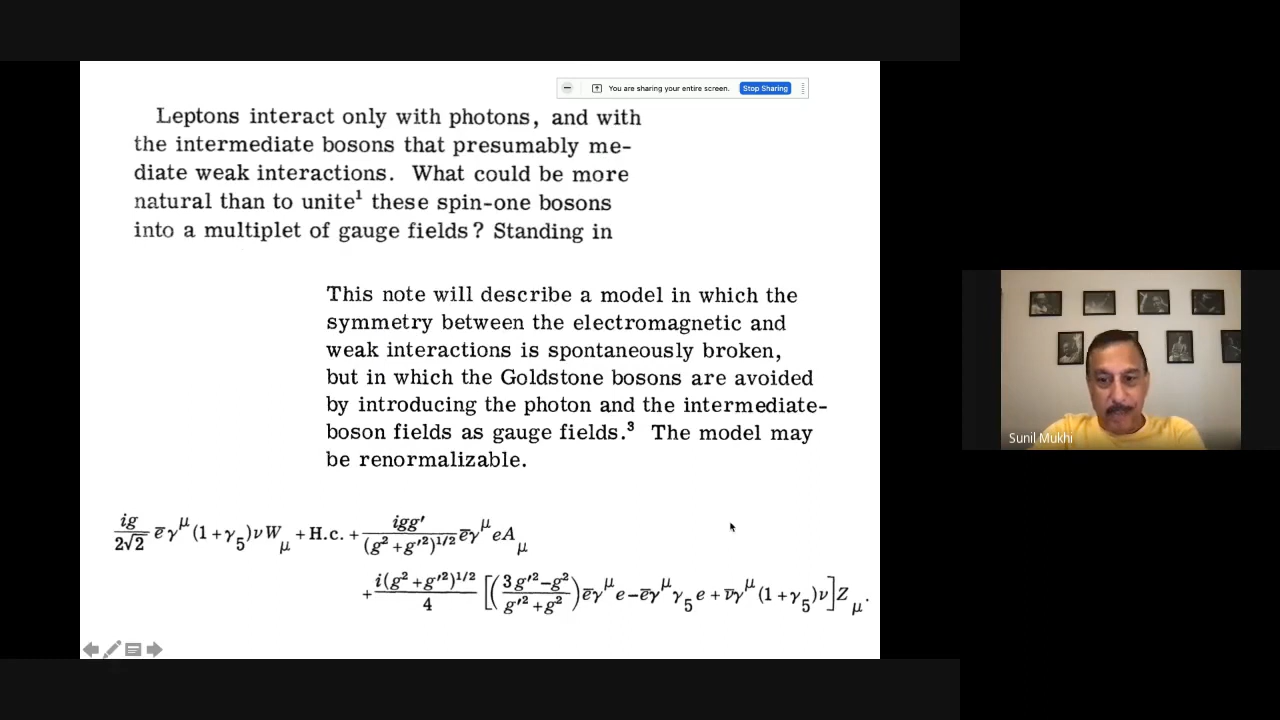 You are sharing your entire screen. Stop Sharing
Leptons interact only with photons, and with
the intermediate bosons that presumably me-
diate weak interactions. What could be more
natural than to unite¹ these spin-one bosons
into a multiplet of gauge fields? Standing in
This note will describe a model in which the
symmetry between the electromagnetic and
weak interactions is spontaneously broken,
but in which the Goldstone bosons are avoided
by introducing the photon and the intermediate-
boson fields as gauge fields.³ The model may
be renormalizable.
ig/2√2 ēγ^μ(1+γ_5)νW_μ + H.c. + igg′/(g²+g′²)^1/2 ēγ^μ eA_μ
+ i(g²+g′²)^1/2/4 [(3g′²−g²/g′²+g²)ēγ^μ e−ēγ^μ γ_5 e+ν̄γ^μ(1+γ_5)ν]Z_μ.
Sunil Mukhi